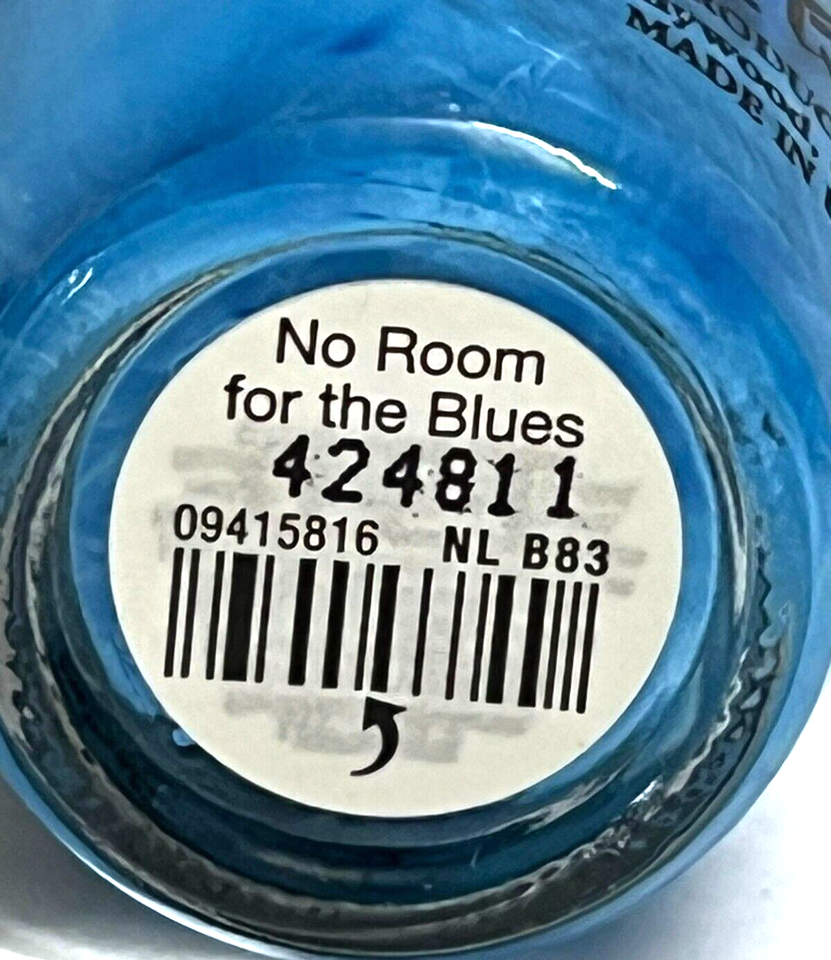 MADE IN
No Room
for the Blues
424811
09415816 NL B83